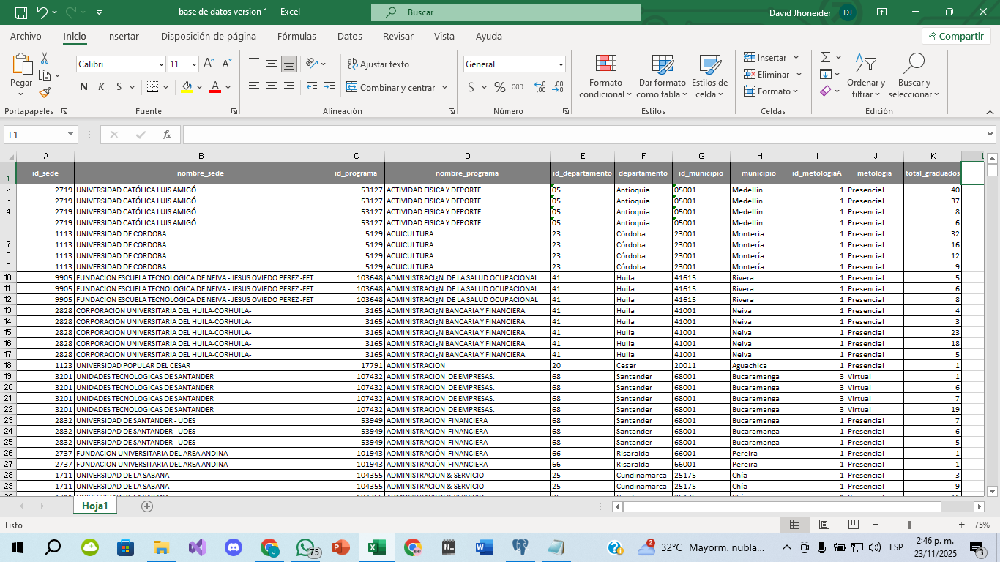 base de datos version 1 - Excel
Buscar
David Jhoneider
DJ
Archivo Inicio Insertar Disposición de página Fórmulas Datos Revisar Vista Ayuda
Compartir
Pegar
Calibri 11
N K S
Ajustar texto
Combinar y centrar
General
$ % 000
Formato condicional
Dar formato como tabla
Estilos de celda
Insertar
Eliminar
Formato
Ordenar y filtrar
Buscar y seleccionar
Portapapeles Fuente Alineación Número Estilos Celdas Edición
L1
fx
A B C D E F G H I J K L
1 id_sede nombre_sede id_programa nombre_programa id_departamento departamento id_municipio municipio id_metologiaA metologia total_graduados
2 2719 UNIVERSIDAD CATÓLICA LUIS AMIGÓ 53127 ACTIVIDAD FISICA Y DEPORTE 05 Antioquia 05001 Medellín 1 Presencial 40
3 2719 UNIVERSIDAD CATÓLICA LUIS AMIGÓ 53127 ACTIVIDAD FISICA Y DEPORTE 05 Antioquia 05001 Medellín 1 Presencial 37
4 2719 UNIVERSIDAD CATÓLICA LUIS AMIGÓ 53127 ACTIVIDAD FISICA Y DEPORTE 05 Antioquia 05001 Medellín 1 Presencial 8
5 2719 UNIVERSIDAD CATÓLICA LUIS AMIGÓ 53127 ACTIVIDAD FISICA Y DEPORTE 05 Antioquia 05001 Medellín 1 Presencial 6
6 1113 UNIVERSIDAD DE CORDOBA 5129 ACUICULTURA 23 Córdoba 23001 Montería 1 Presencial 32
7 1113 UNIVERSIDAD DE CORDOBA 5129 ACUICULTURA 23 Córdoba 23001 Montería 1 Presencial 16
8 1113 UNIVERSIDAD DE CORDOBA 5129 ACUICULTURA 23 Córdoba 23001 Montería 1 Presencial 12
9 1113 UNIVERSIDAD DE CORDOBA 5129 ACUICULTURA 23 Córdoba 23001 Montería 1 Presencial 9
10 9905 FUNDACION ESCUELA TECNOLOGICA DE NEIVA - JESUS OVIEDO PEREZ -FET 103648 ADMINISTRACI¿N DE LA SALUD OCUPACIONAL 41 Huila 41615 Rivera 1 Presencial 5
11 9905 FUNDACION ESCUELA TECNOLOGICA DE NEIVA - JESUS OVIEDO PEREZ -FET 103648 ADMINISTRACI¿N DE LA SALUD OCUPACIONAL 41 Huila 41615 Rivera 1 Presencial 6
12 9905 FUNDACION ESCUELA TECNOLOGICA DE NEIVA - JESUS OVIEDO PEREZ -FET 103648 ADMINISTRACI¿N DE LA SALUD OCUPACIONAL 41 Huila 41615 Rivera 1 Presencial 8
13 2828 CORPORACION UNIVERSITARIA DEL HUILA-CORHUILA- 3165 ADMINISTRACI¿N BANCARIA Y FINANCIERA 41 Huila 41001 Neiva 1 Presencial 4
14 2828 CORPORACION UNIVERSITARIA DEL HUILA-CORHUILA- 3165 ADMINISTRACI¿N BANCARIA Y FINANCIERA 41 Huila 41001 Neiva 1 Presencial 3
15 2828 CORPORACION UNIVERSITARIA DEL HUILA-CORHUILA- 3165 ADMINISTRACI¿N BANCARIA Y FINANCIERA 41 Huila 41001 Neiva 1 Presencial 23
16 2828 CORPORACION UNIVERSITARIA DEL HUILA-CORHUILA- 3165 ADMINISTRACI¿N BANCARIA Y FINANCIERA 41 Huila 41001 Neiva 1 Presencial 18
17 2828 CORPORACION UNIVERSITARIA DEL HUILA-CORHUILA- 3165 ADMINISTRACI¿N BANCARIA Y FINANCIERA 41 Huila 41001 Neiva 1 Presencial 5
18 1123 UNIVERSIDAD POPULAR DEL CESAR 17791 ADMINISTRACION 20 Cesar 20011 Aguachica 1 Presencial 1
19 3201 UNIDADES TECNOLOGICAS DE SANTANDER 107432 ADMINISTRACION DE EMPRESAS. 68 Santander 68001 Bucaramanga 3 Virtual 1
20 3201 UNIDADES TECNOLOGICAS DE SANTANDER 107432 ADMINISTRACION DE EMPRESAS. 68 Santander 68001 Bucaramanga 3 Virtual 6
21 3201 UNIDADES TECNOLOGICAS DE SANTANDER 107432 ADMINISTRACION DE EMPRESAS. 68 Santander 68001 Bucaramanga 3 Virtual 7
22 3201 UNIDADES TECNOLOGICAS DE SANTANDER 107432 ADMINISTRACION DE EMPRESAS. 68 Santander 68001 Bucaramanga 3 Virtual 19
23 2832 UNIVERSIDAD DE SANTANDER - UDES 53949 ADMINISTRACION FINANCIERA 68 Santander 68001 Bucaramanga 1 Presencial 7
24 2832 UNIVERSIDAD DE SANTANDER - UDES 53949 ADMINISTRACION FINANCIERA 68 Santander 68001 Bucaramanga 1 Presencial 6
25 2832 UNIVERSIDAD DE SANTANDER - UDES 53949 ADMINISTRACION FINANCIERA 68 Santander 68001 Bucaramanga 1 Presencial 5
26 2737 FUNDACION UNIVERSITARIA DEL AREA ANDINA 101943 ADMINISTRACIÓN FINANCIERA 66 Risaralda 66001 Pereira 1 Presencial 1
27 2737 FUNDACION UNIVERSITARIA DEL AREA ANDINA 101943 ADMINISTRACIÓN FINANCIERA 66 Risaralda 66001 Pereira 1 Presencial 1
28 1711 UNIVERSIDAD DE LA SABANA 104355 ADMINISTRACION & SERVICIO 25 Cundinamarca 25175 Chía 1 Presencial 3
29 1711 UNIVERSIDAD DE LA SABANA 104355 ADMINISTRACION & SERVICIO 25 Cundinamarca 25175 Chía 1 Presencial 9
Hoja1
Listo
75%
75
32°C Mayorm. nubla...
2
ESP
2:46 p. m.
23/11/2025
3